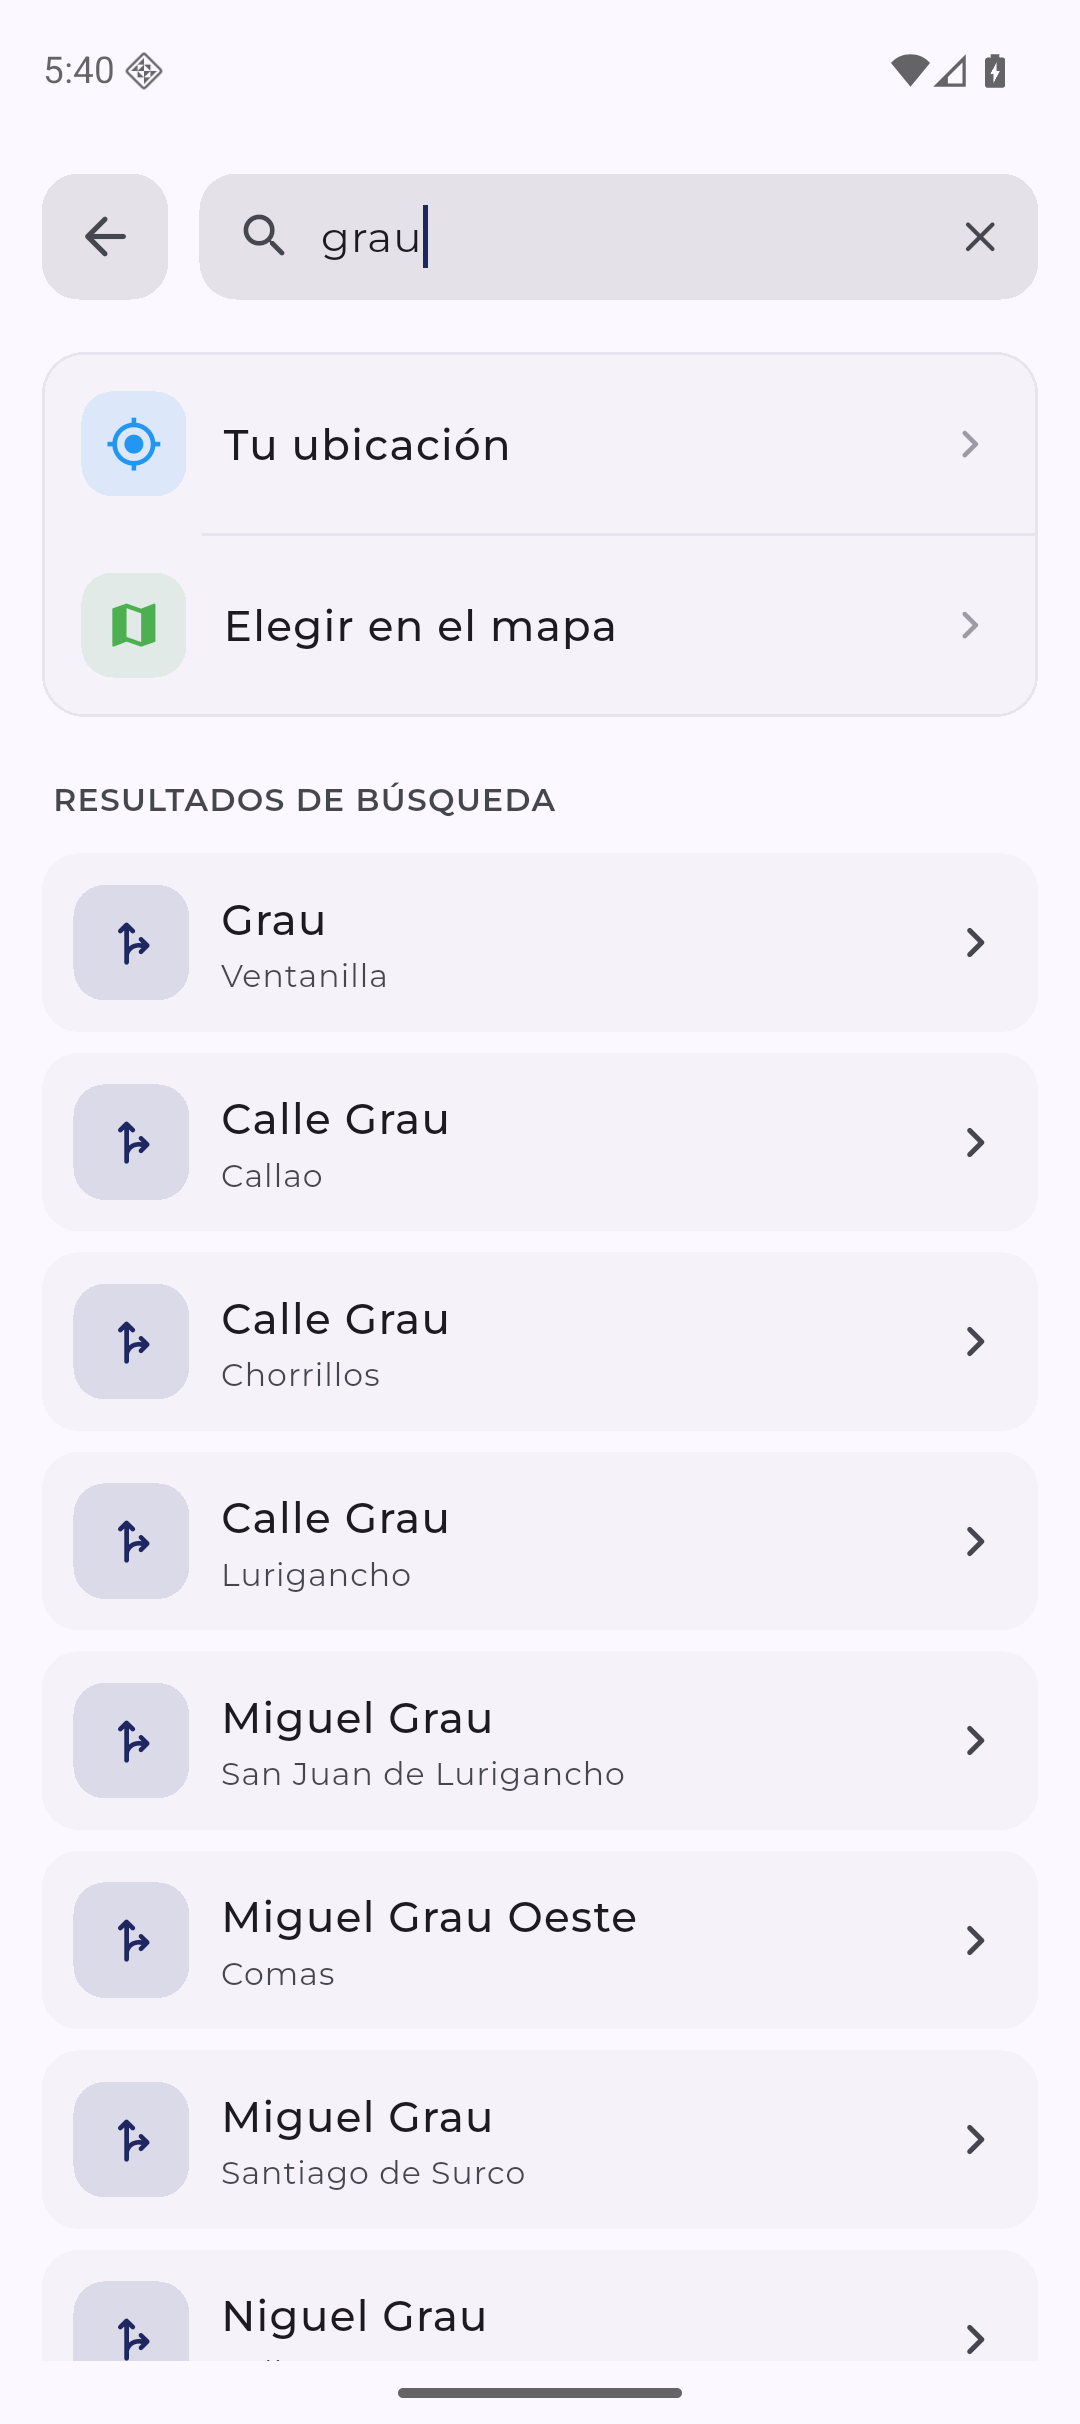 5:40
grau
Tu ubicación
Elegir en el mapa
RESULTADOS DE BÚSQUEDA
Grau
Ventanilla
Calle Grau
Callao
Calle Grau
Chorrillos
Calle Grau
Lurigancho
Miguel Grau
San Juan de Lurigancho
Miguel Grau Oeste
Comas
Miguel Grau
Santiago de Surco
Niguel Grau